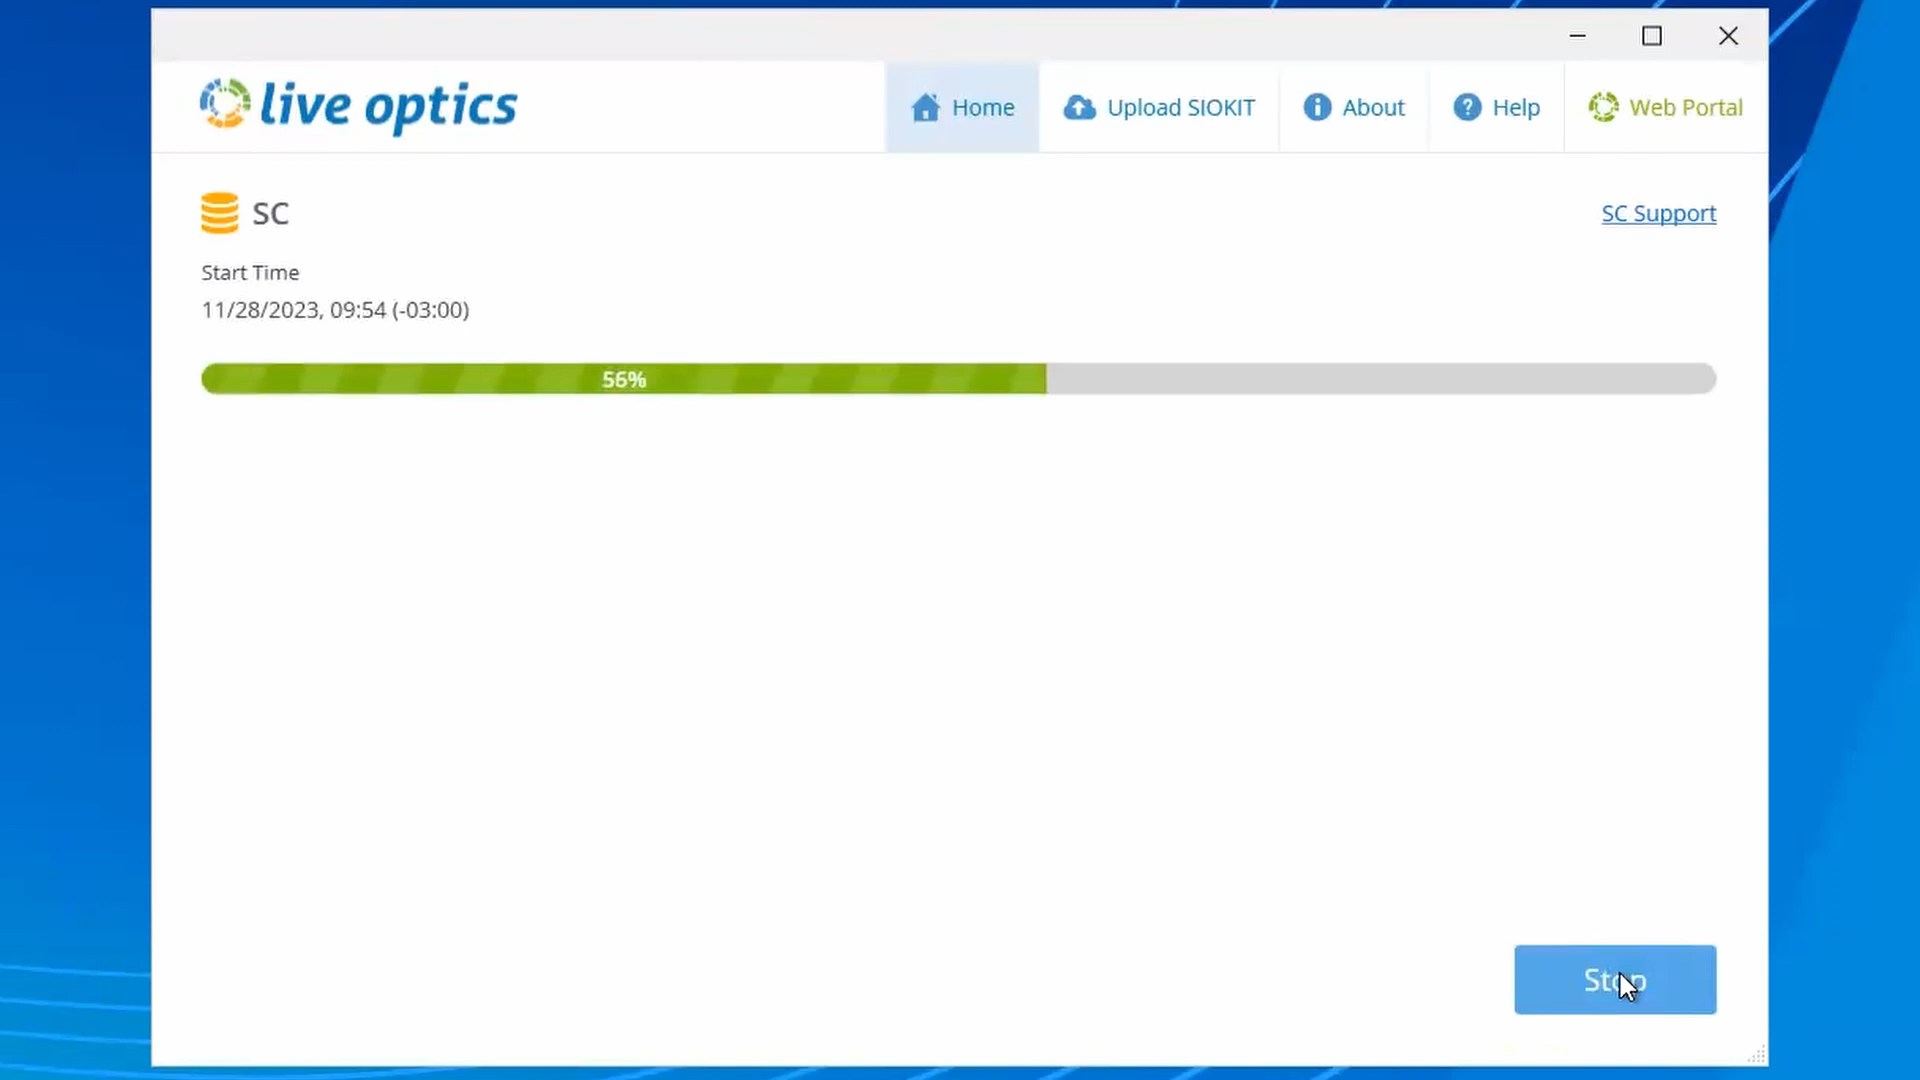 live optics
Home
Upload SIOKIT
About
Help
Web Portal
SC
SC Support
Start Time
11/28/2023, 09:54 (-03:00)
56%
Stop